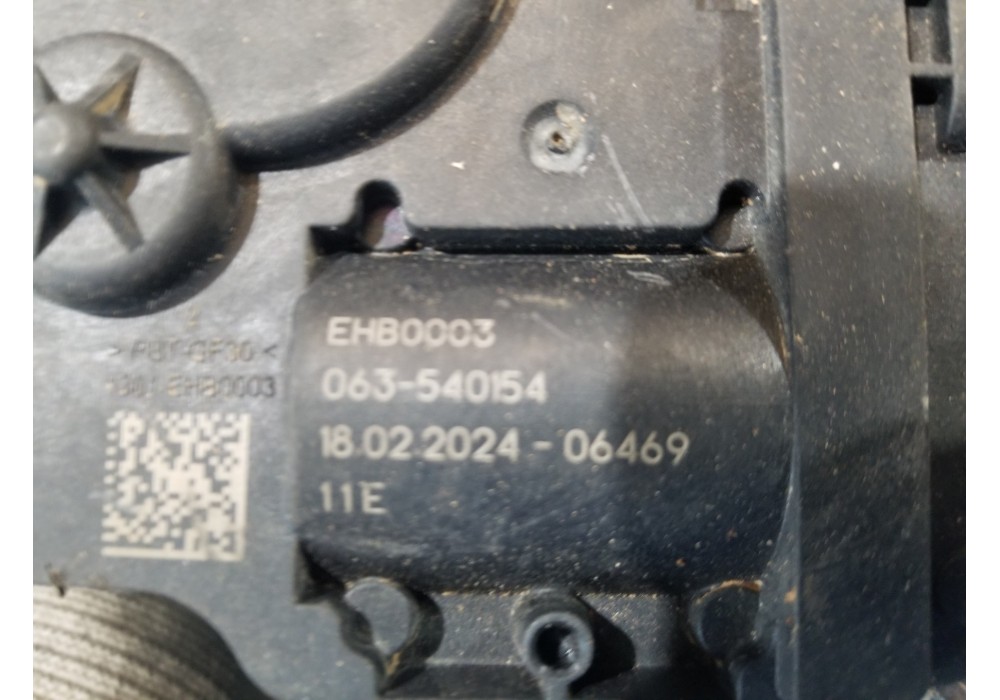 EHB0003
063-540154
18.02.2024 - 06469
11E
>PBT-GF30<
EHB0003